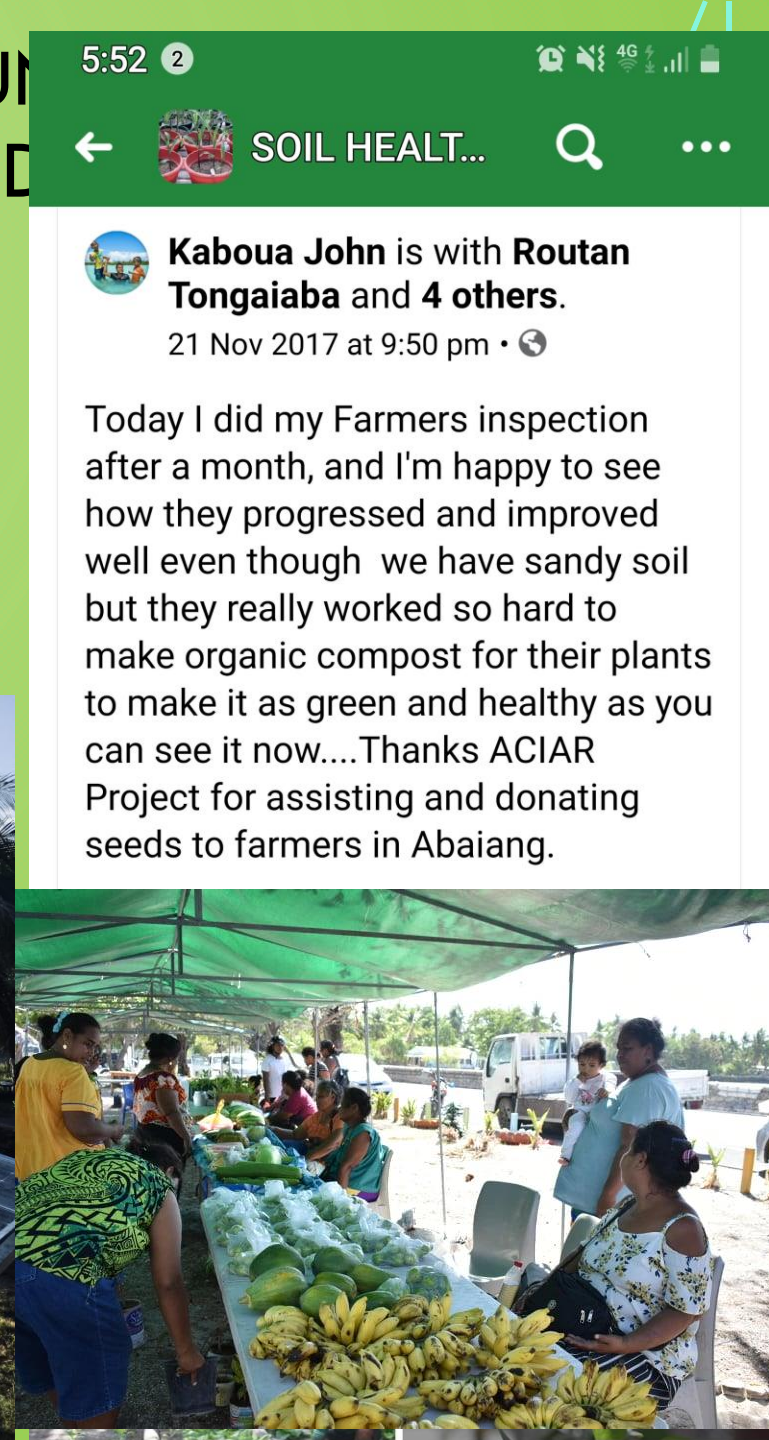 5:52 2
4G
SOIL HEALT...
Kaboua John is with Routan
Tongaiaba and 4 others.
21 Nov 2017 at 9:50 pm •
Today I did my Farmers inspection
after a month, and I'm happy to see
how they progressed and improved
well even though  we have sandy soil
but they really worked so hard to
make organic compost for their plants
to make it as green and healthy as you
can see it now....Thanks ACIAR
Project for assisting and donating
seeds to farmers in Abaiang.